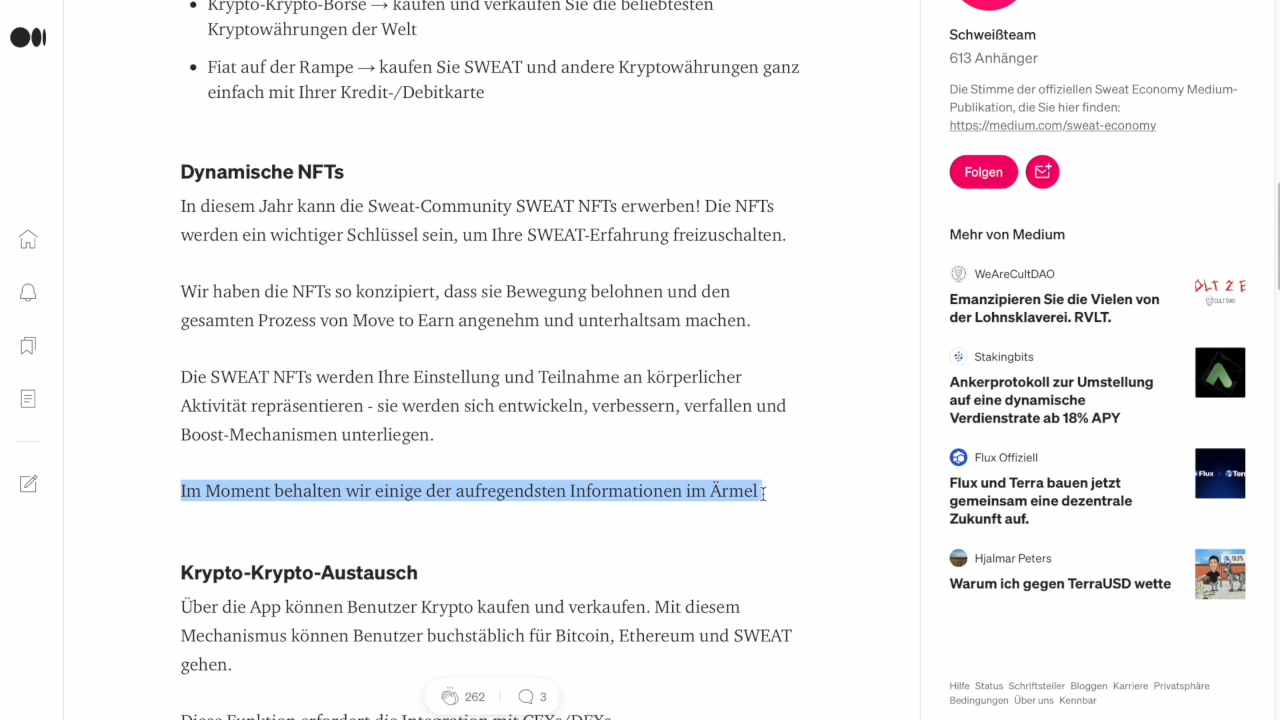 Krypto-Krypto-Börse → kaufen und verkaufen Sie die beliebtesten
Kryptowährungen der Welt
Fiat auf der Rampe → kaufen Sie SWEAT und andere Kryptowährungen ganz
einfach mit Ihrer Kredit-/Debitkarte
Dynamische NFTs
In diesem Jahr kann die Sweat-Community SWEAT NFTs erwerben! Die NFTs
werden ein wichtiger Schlüssel sein, um Ihre SWEAT-Erfahrung freizuschalten.
Wir haben die NFTs so konzipiert, dass sie Bewegung belohnen und den
gesamten Prozess von Move to Earn angenehm und unterhaltsam machen.
Die SWEAT NFTs werden Ihre Einstellung und Teilnahme an körperlicher
Aktivität repräsentieren - sie werden sich entwickeln, verbessern, verfallen und
Boost-Mechanismen unterliegen.
Im Moment behalten wir einige der aufregendsten Informationen im Ärmel
Krypto-Krypto-Austausch
Über die App können Benutzer Krypto kaufen und verkaufen. Mit diesem
Mechanismus können Benutzer buchstäblich für Bitcoin, Ethereum und SWEAT
gehen.
262
3
Diese Funktion erfordert die Integration mit CEXs/DEXs
Schweißteam
613 Anhänger
Die Stimme der offiziellen Sweat Economy Medium-
Publikation, die Sie hier finden:
https://medium.com/sweat-economy
Folgen
Mehr von Medium
WeAreCultDAO
Emanzipieren Sie die Vielen von
der Lohnsklaverei. RVLT.
Stakingbits
Ankerprotokoll zur Umstellung
auf eine dynamische
Verdienstrate ab 18% APY
Flux Offiziell
Flux und Terra bauen jetzt
gemeinsam eine dezentrale
Zukunft auf.
Hjalmar Peters
Warum ich gegen TerraUSD wette
Hilfe Status Schriftsteller Bloggen Karriere Privatsphäre
Bedingungen Über uns Kennbar